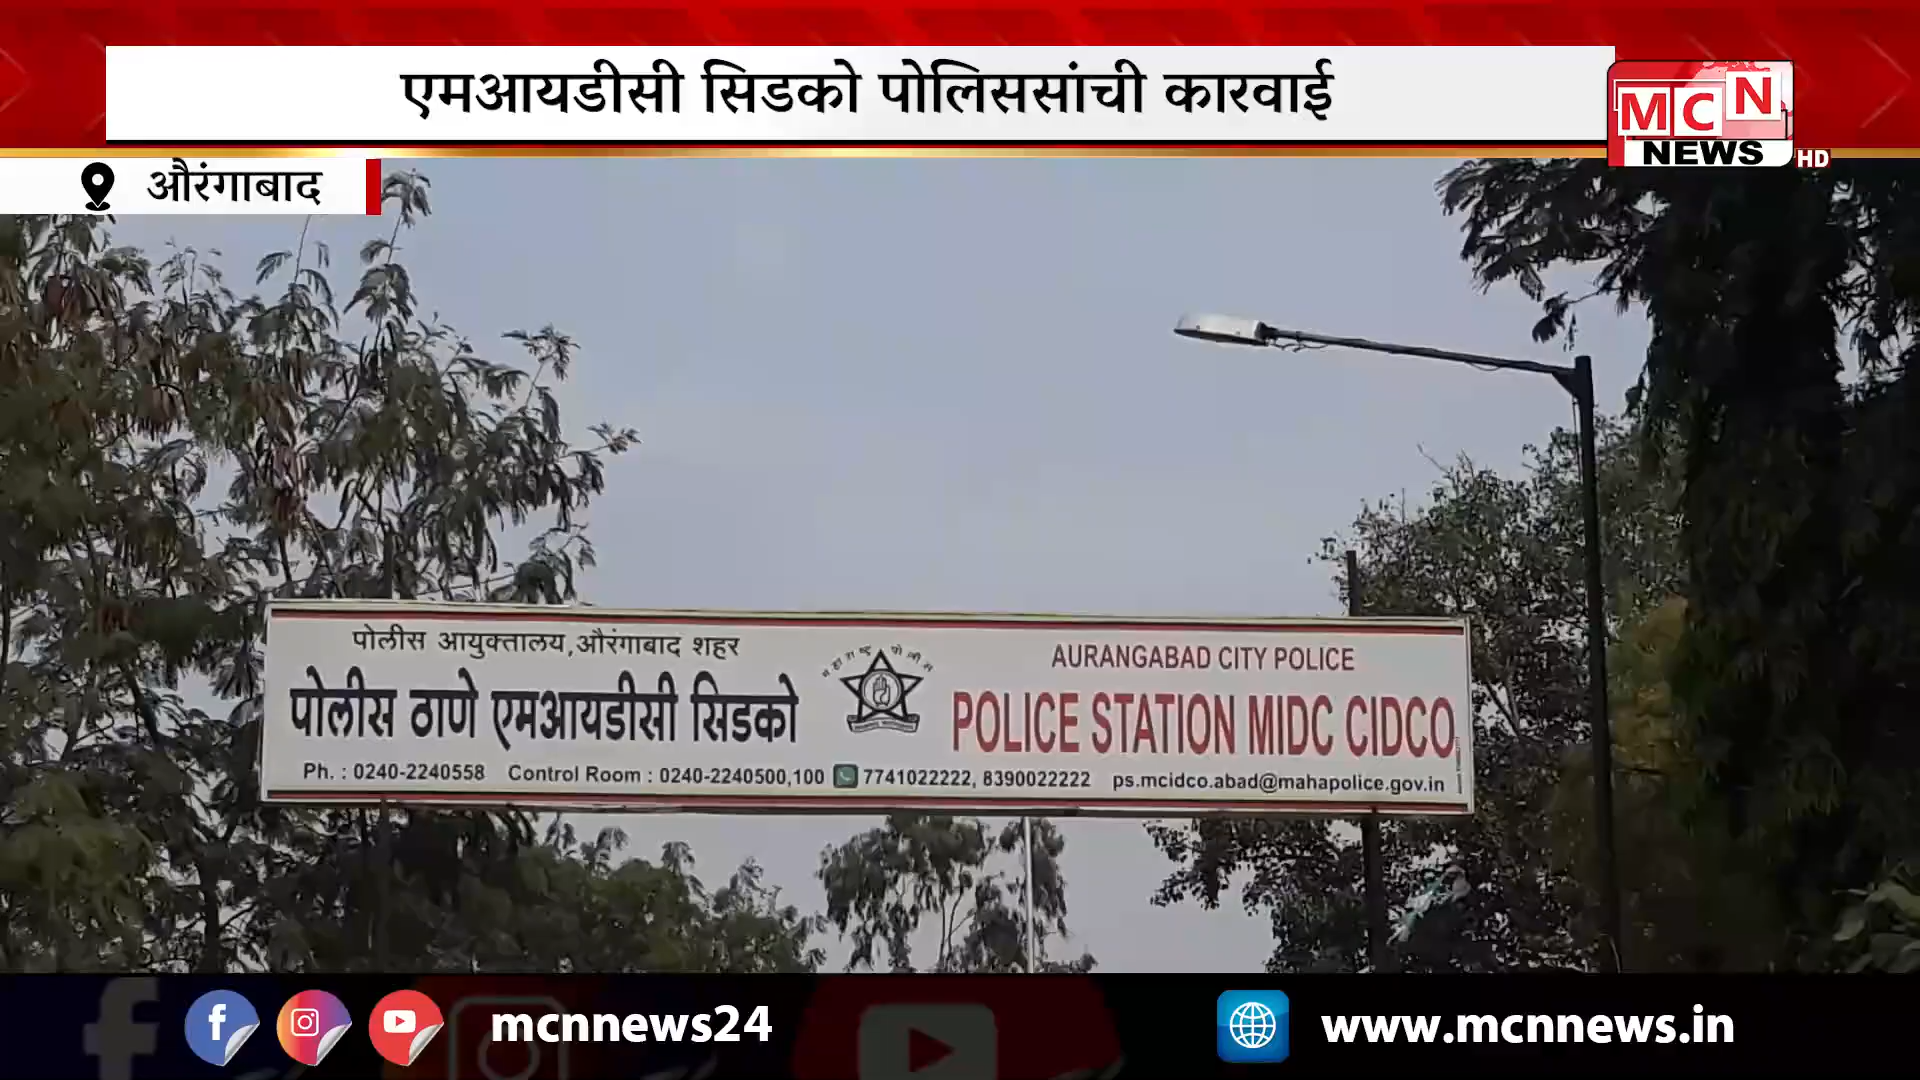 एमआयडीसी सिडको पोलिससांची कारवाई
MCN
NEWS HD
औरंगाबाद
पोलीस आयुक्तालय,औरंगाबाद शहर
पोलीस ठाणे एमआयडीसी सिडको
महाराष्ट्र पोलीस
AURANGABAD CITY POLICE
POLICE STATION MIDC CIDCO
Ph. : 0240-2240558 Control Room : 0240-2240500,100 7741022222, 8390022222 ps.mcidco.abad@mahapolice.gov.in
mcnnews24
www.mcnnews.in